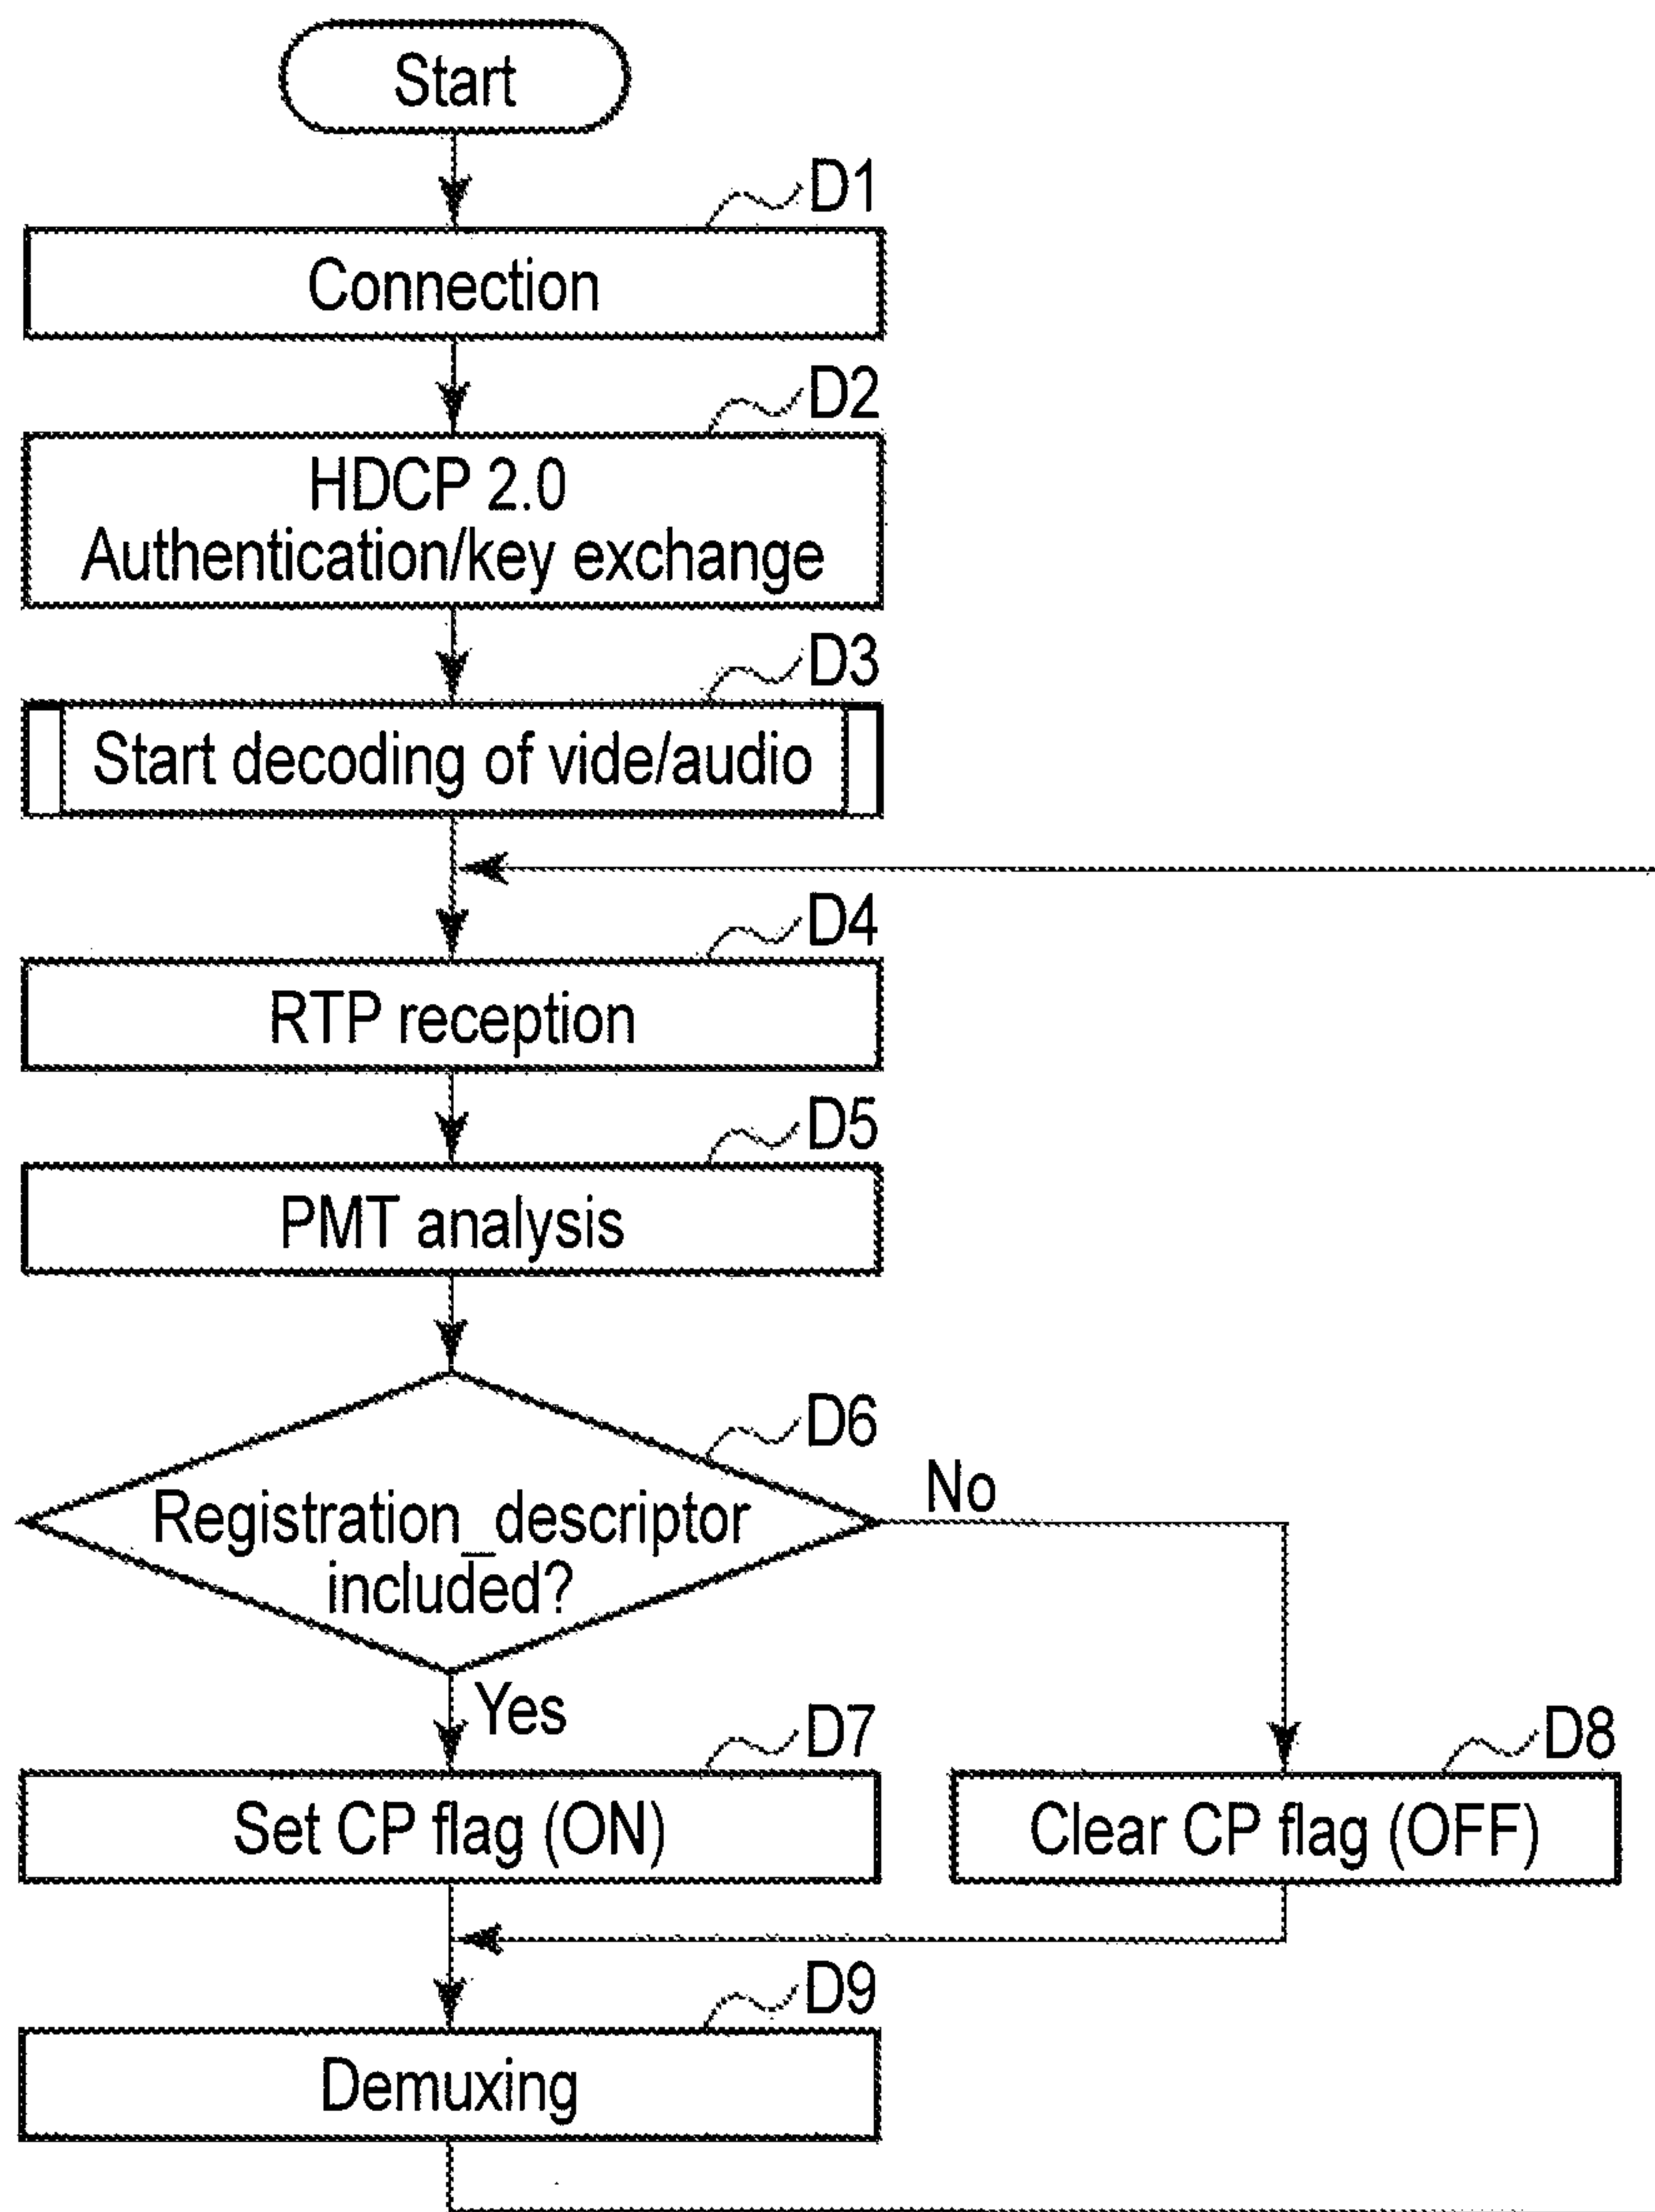 Start
D1
Connection
D2
HDCP 2.0
Authentication/key exchange
D3
Start decoding of vide/audio
D4
RTP reception
D5
PMT analysis
D6
No
Registration_descriptor
included?
Yes
D7
D8
Set CP flag (ON)
Clear CP flag (OFF)
D9
Demuxing